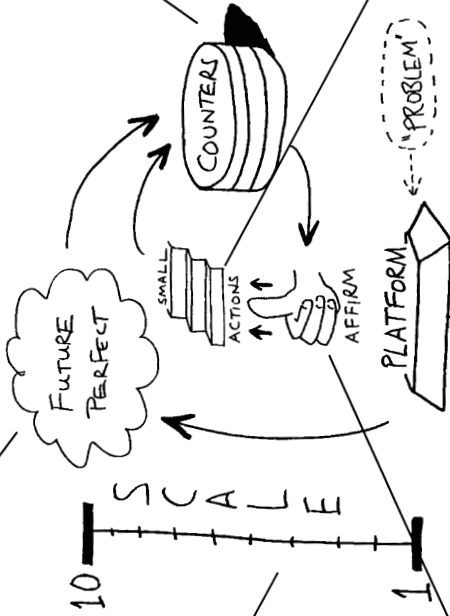 FUTURE
PERFECT
COUNTERS
SMALL
ACTIONS
AFFIRM
PLATFORM
"PROBLEM"
SCALE
10
1